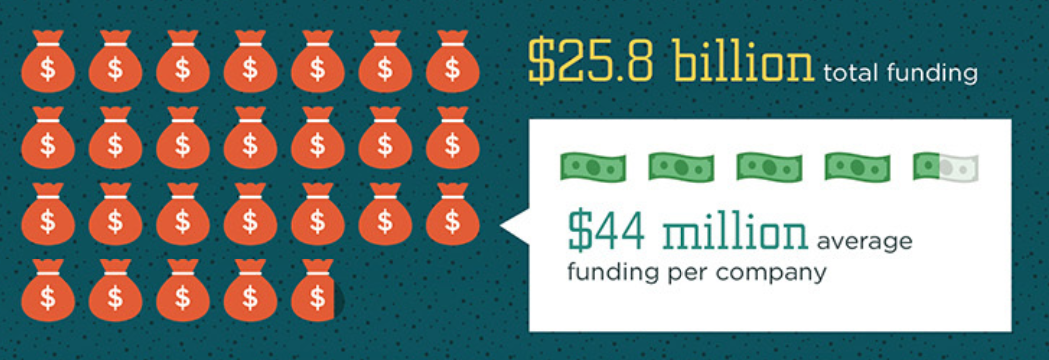 $ $ $ $ $ $ $
$ $ $ $ $ $ $
$ $ $ $ $ $ $
$ $ $ $ $
$25.8 billion total funding
$44 million average
funding per company